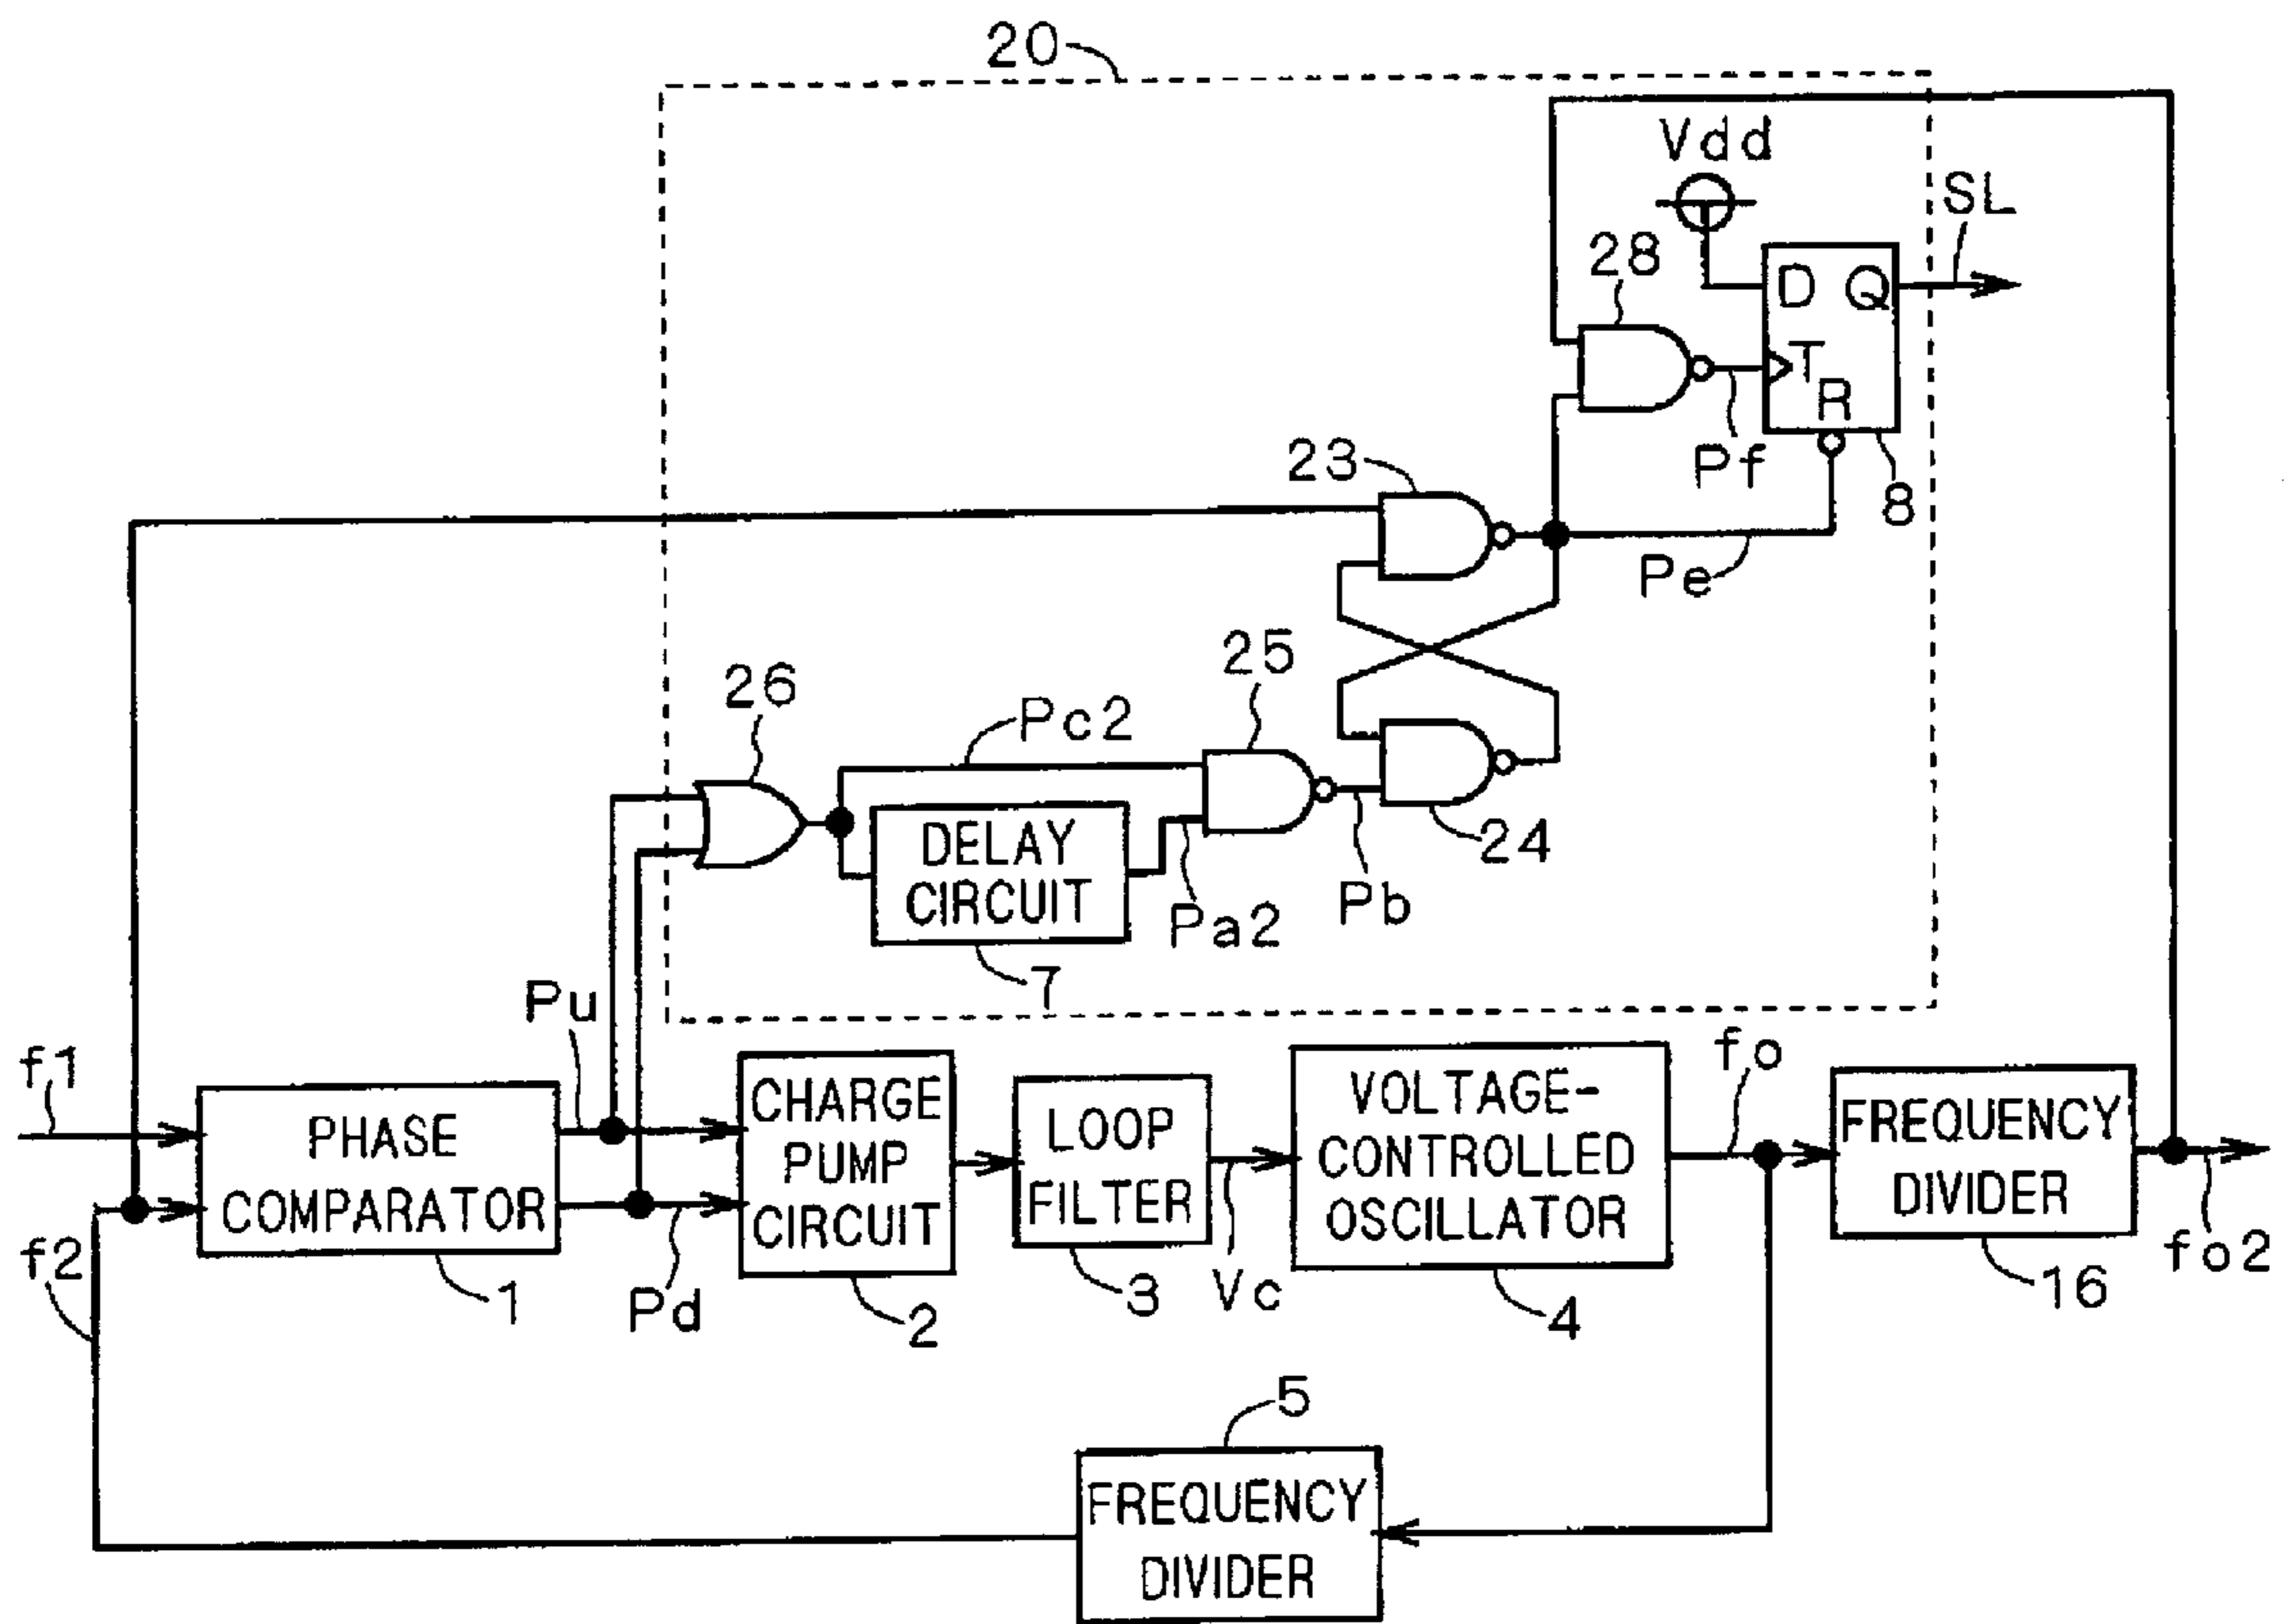 20
Vdd
SL
28
D Q
T
R
23
Pf
8
Pe
25
26
Pc2
DELAY
CIRCUIT
24
Pb
Pa2
7
Pu
f1
fo
PHASE
COMPARATOR
CHARGE
PUMP
CIRCUIT
LOOP
FILTER
VOLTAGE-
CONTROLLED
OSCILLATOR
FREQUENCY
DIVIDER
f2
fo2
1
Pd
2
3
Vc
4
16
5
FREQUENCY
DIVIDER